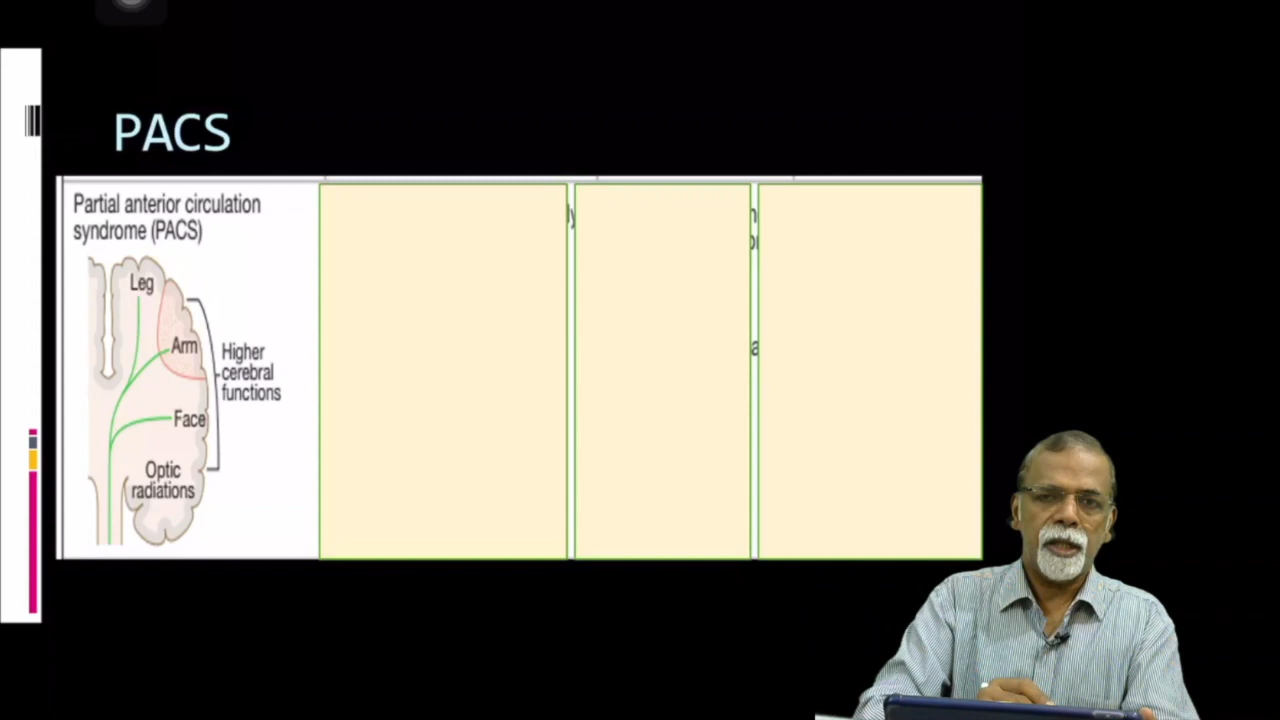 PACS
Partial anterior circulation
syndrome (PACS)
Leg
Arm
Higher
cerebral
functions
Face
Optic
radiations